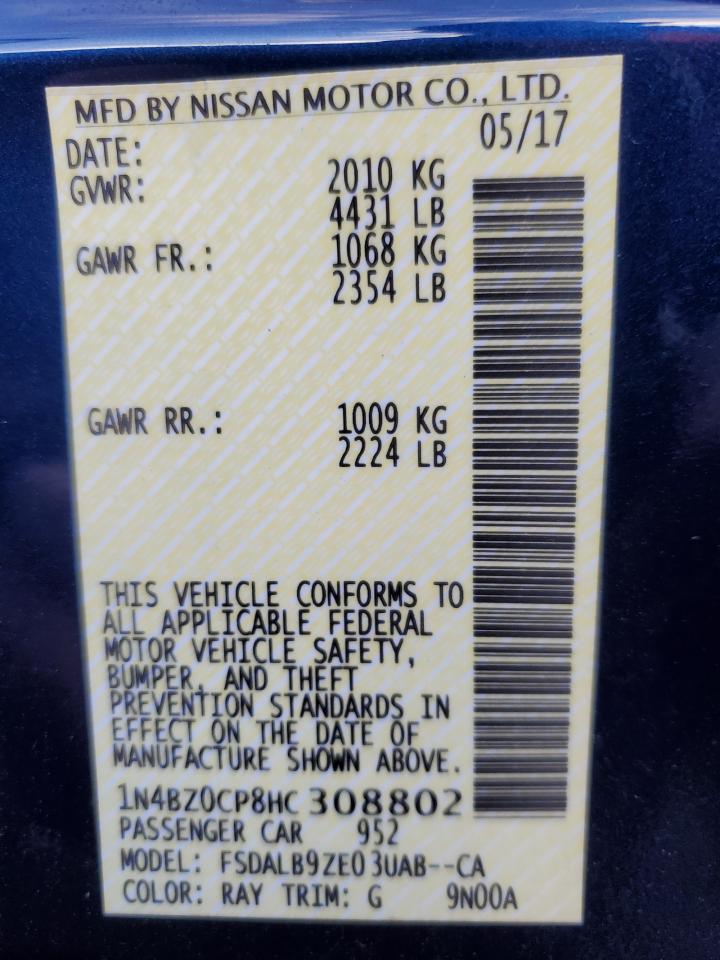 MFD BY NISSAN MOTOR CO., LTD.
DATE: 05/17
GVWR: 2010 KG
4431 LB
GAWR FR.: 1068 KG
2354 LB
GAWR RR.: 1009 KG
2224 LB
THIS VEHICLE CONFORMS TO
ALL APPLICABLE FEDERAL
MOTOR VEHICLE SAFETY,
BUMPER, AND THEFT
PREVENTION STANDARDS IN
EFFECT ON THE DATE OF
MANUFACTURE SHOWN ABOVE.
1N4BZ0CP8HC 308802
PASSENGER CAR 952
MODEL: FSDALB9ZE03UAB--CA
COLOR: RAY TRIM: G 9N00A